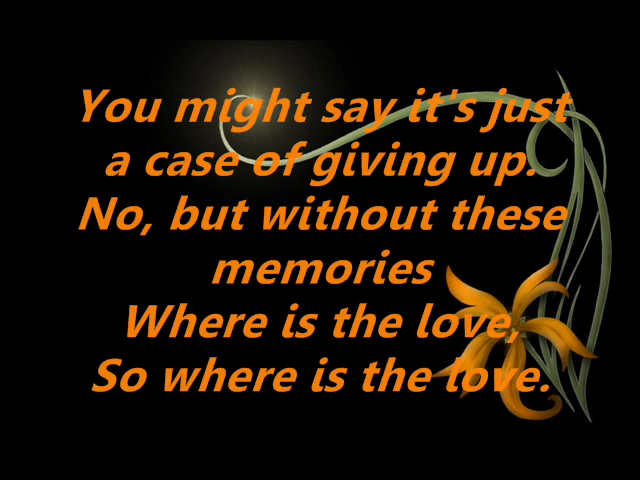 You might say it's just
a case of giving up.
No, but without these
memories
Where is the love,
So where is the love.